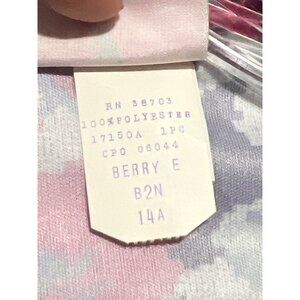 RN 38703
100%POLYESTER
17150A 1PC
CPO 06044
BERRY E
B2N
14A